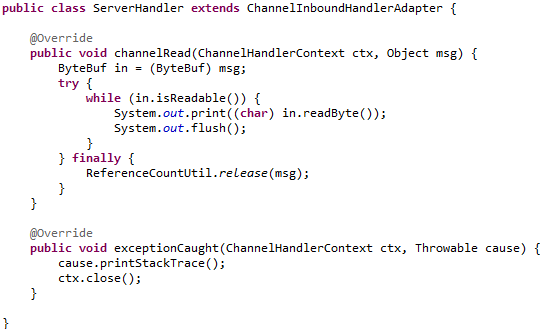 public class ServerHandler extends ChannelInboundHandlerAdapter {
@Override
public void channelRead(ChannelHandlerContext ctx, Object msg) {
ByteBuf in = (ByteBuf) msg;
try {
while (in.isReadable()) {
System.out.print((char) in.readByte());
System.out.flush();
}
} finally {
ReferenceCountUtil.release(msg);
}
}
@Override
public void exceptionCaught(ChannelHandlerContext ctx, Throwable cause) {
cause.printStackTrace();
ctx.close();
}
}